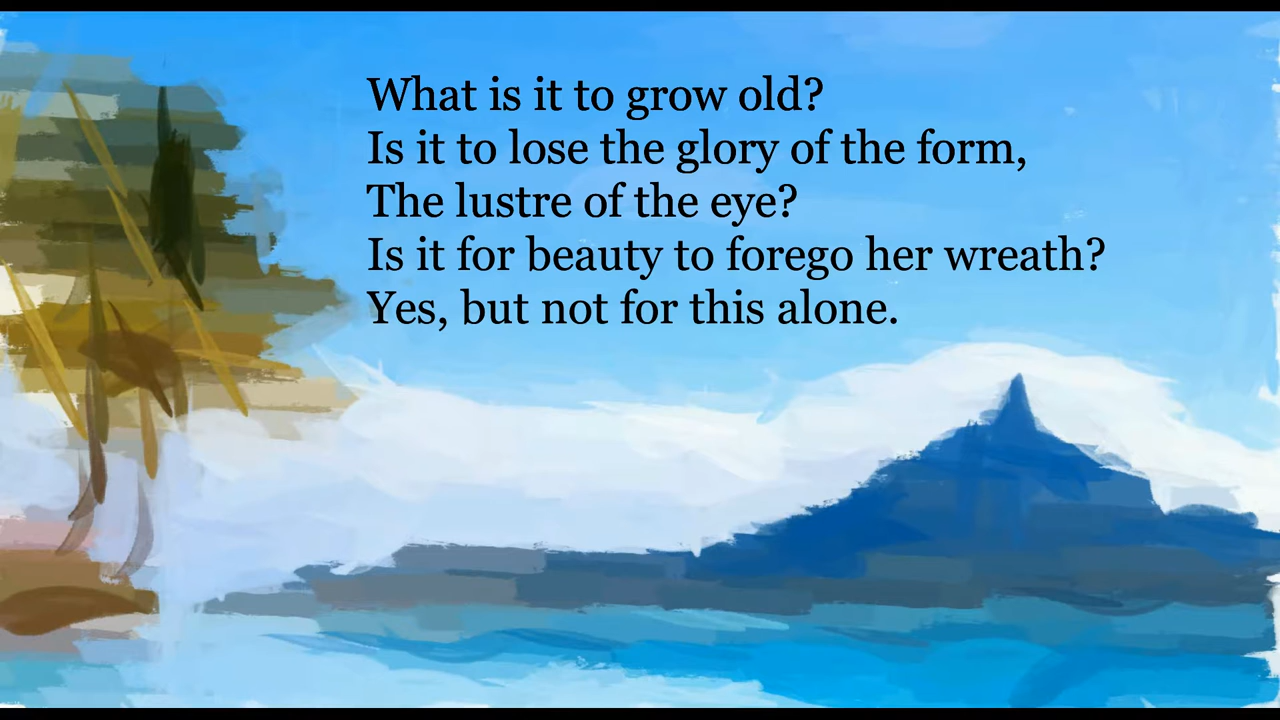 What is it to grow old?
Is it to lose the glory of the form,
The lustre of the eye?
Is it for beauty to forego her wreath?
Yes, but not for this alone.